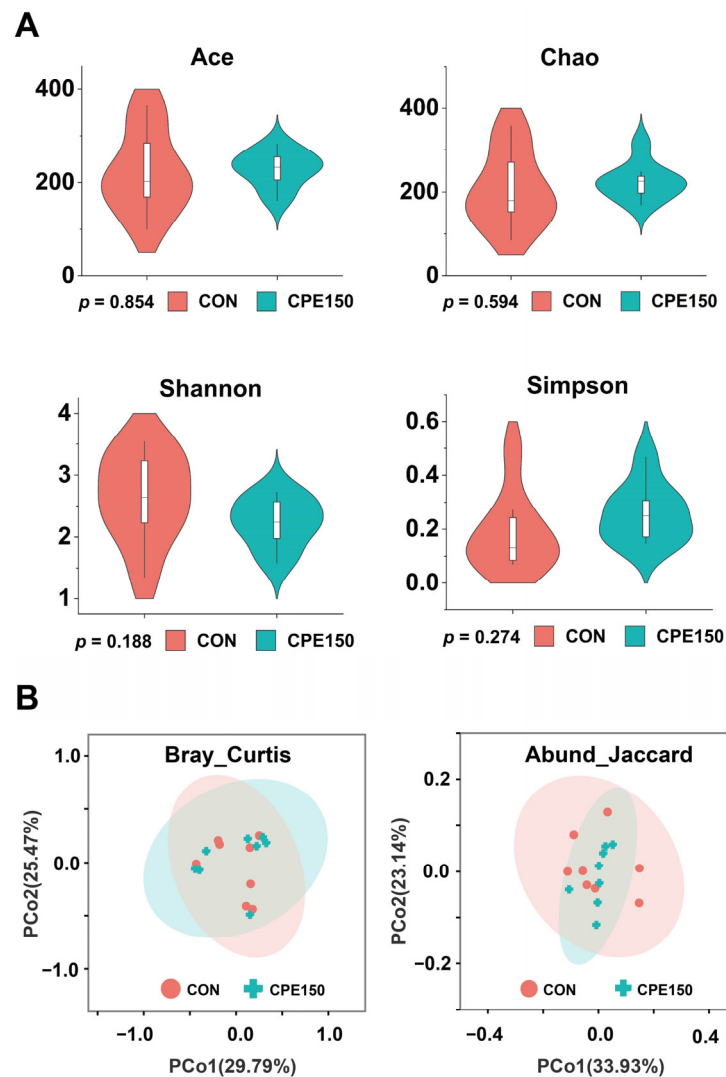 A
Ace
Chao
400
200
0
400
200
0
p = 0.854 CON CPE150
p = 0.594 CON CPE150
Shannon
Simpson
4
3
2
1
0.6
0.4
0.2
0.0
p = 0.188 CON CPE150
p = 0.274 CON CPE150
B
Bray_Curtis
Abund_Jaccard
PCo2(25.47%)
1.0
0.0
−1.0
CON CPE150
−1.0 0.0 1.0
PCo1(29.79%)
PCo2(23.14%)
0.2
0.0
−0.2
CON CPE150
−0.4 0.0 0.4
PCo1(33.93%)